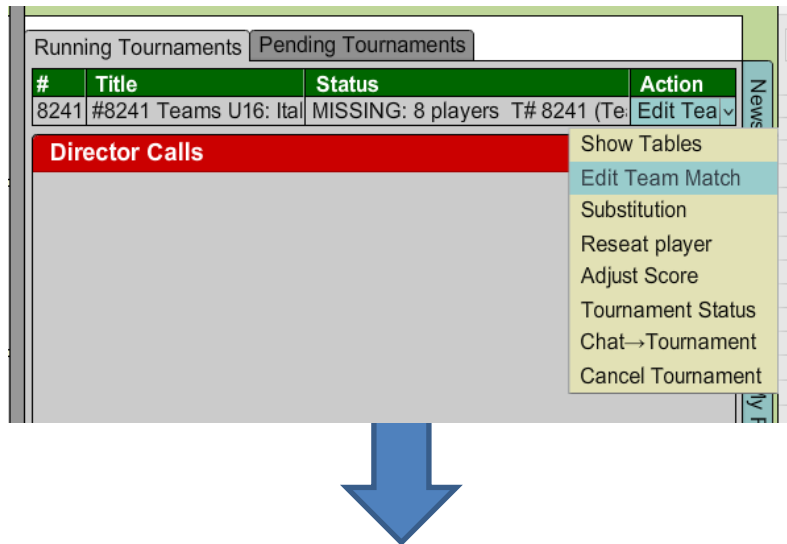 Running Tournaments Pending Tournaments
# Title Status Action
8241 #8241 Teams U16: Ital MISSING: 8 players T# 8241 (Te: Edit Tea
Director Calls
Show Tables
Edit Team Match
Substitution
Reseat player
Adjust Score
Tournament Status
Chat→Tournament
Cancel Tournament
News
My